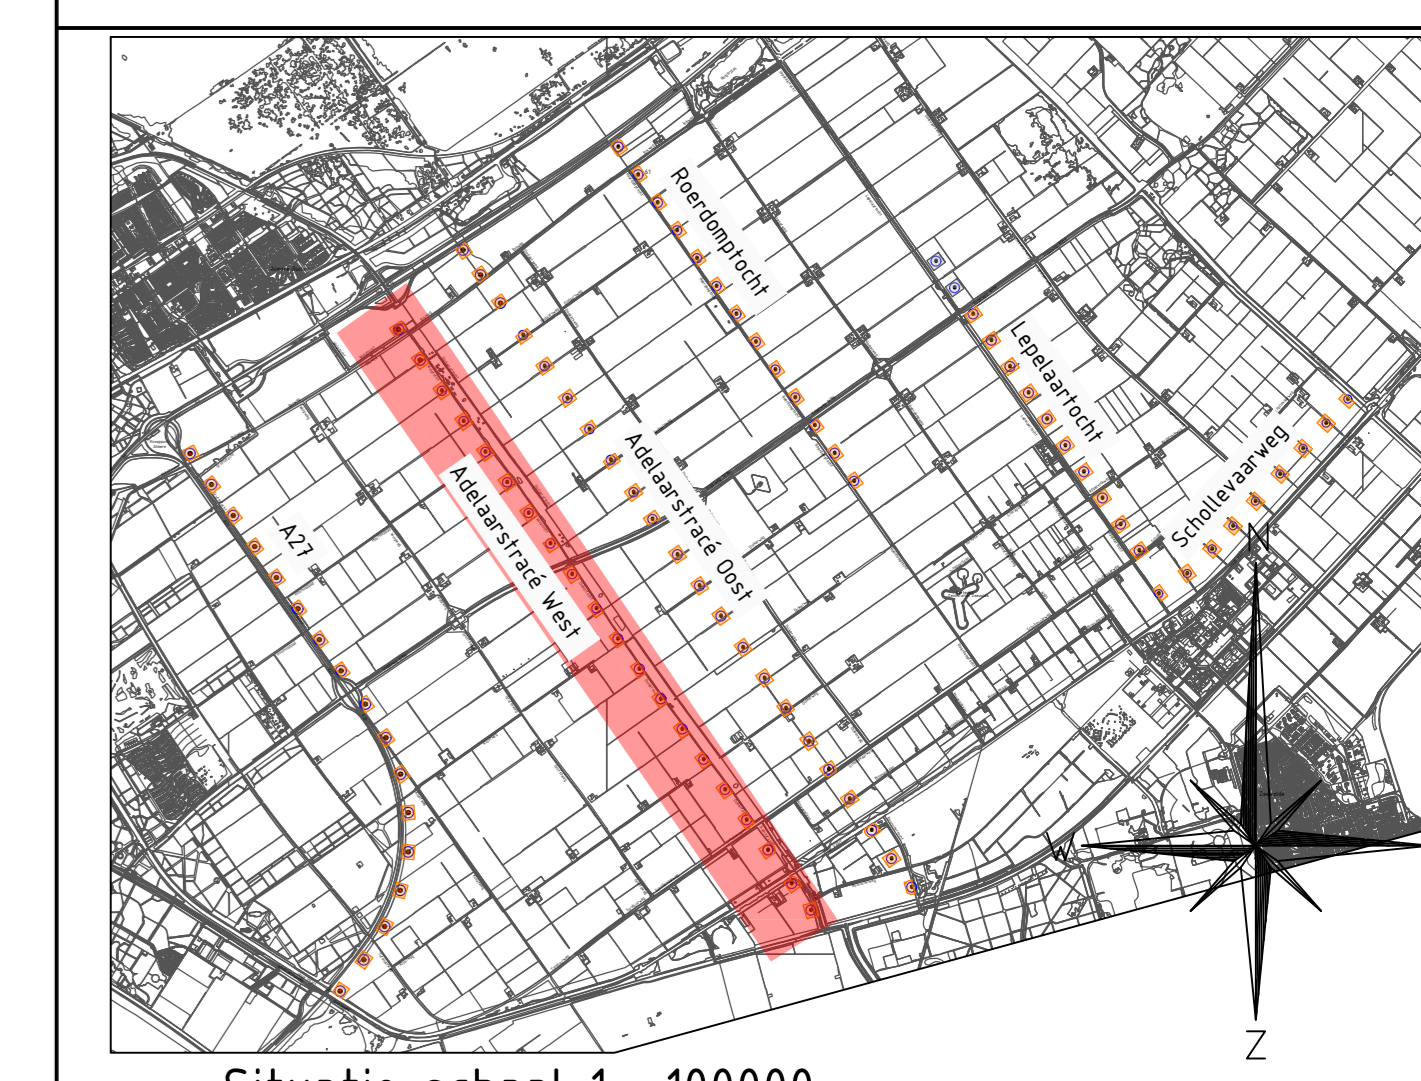 Roerdomptocht
Lepelaartocht
Schollevaarweg
Adelaarstracé Oost
Adelaarstracé West
A27
N
W
Z
Situatie schaal 1 100000